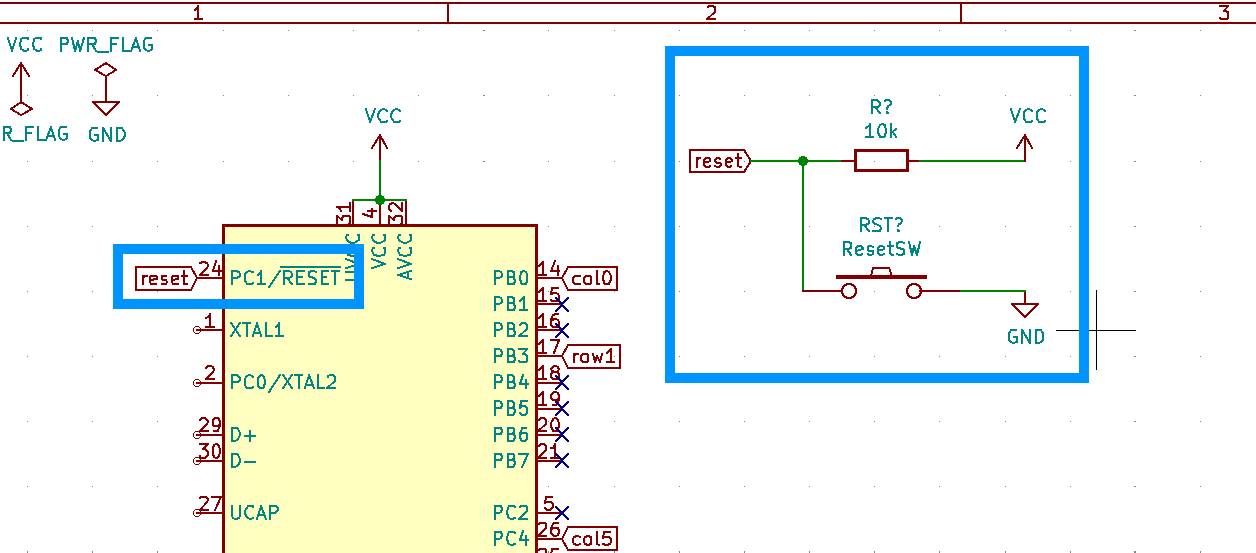 1
2
3
VCC PWR_FLAG
R_FLAG GND
VCC
31
4
32
UVCC
VCC
AVCC
reset 24 PC1/RESET
1 XTAL1
2 PC0/XTAL2
29 D+
30 D-
27 UCAP
PB0 14 col0
PB1 15
PB2 16
PB3 17 row1
PB4 18
PB5 19
PB6 20
PB7 21
PC2 5
PC4 26 col5
R?
10k
VCC
reset
RST?
ResetSW
GND